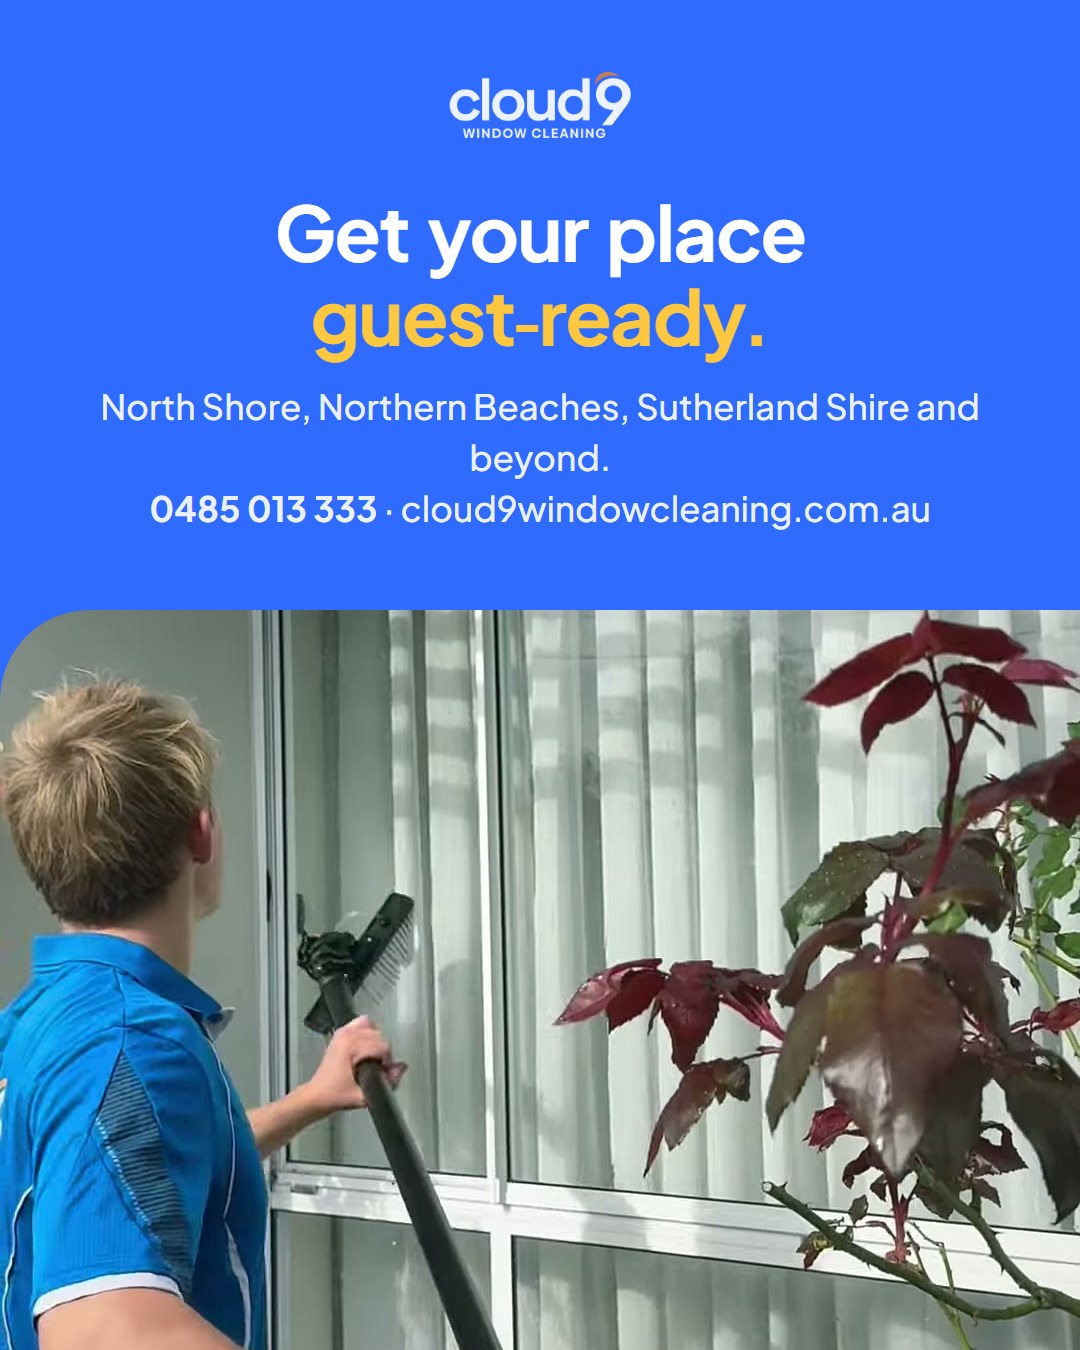 cloud9
WINDOW CLEANING
Get your place
guest-ready.
North Shore, Northern Beaches, Sutherland Shire and
beyond.
0485 013 333 · cloud9windowcleaning.com.au